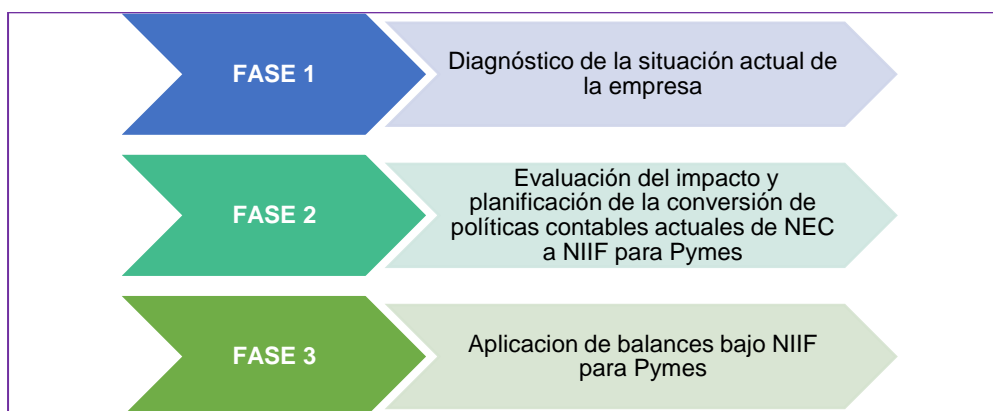 FASE 1
Diagnóstico de la situación actual de
la empresa
FASE 2
Evaluación del impacto y
planificación de la conversión de
políticas contables actuales de NEC
a NIIF para Pymes
FASE 3
Aplicacion de balances bajo NIIF
para Pymes